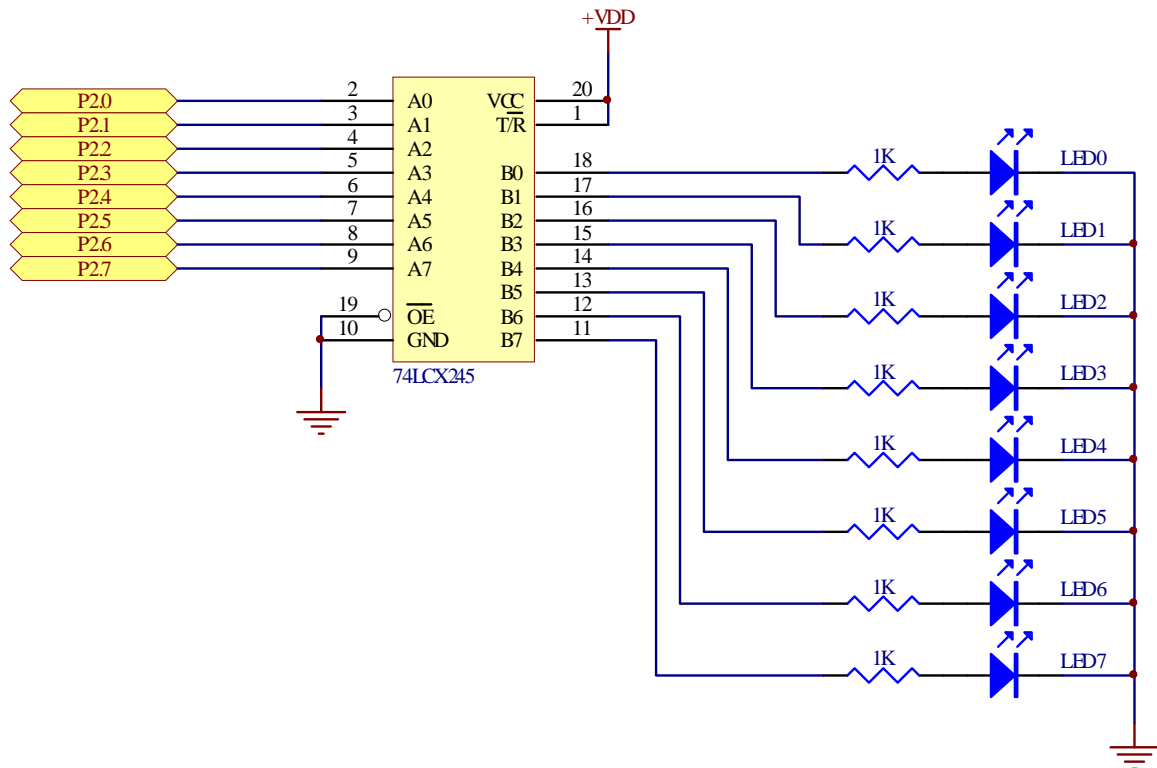 +VDD
P2.0 2 A0 VCC 20
P2.1 3 A1 T/R 1
P2.2 4 A2
P2.3 5 A3 B0 18 1K LED0
P2.4 6 A4 B1 17
P2.5 7 A5 B2 16
P2.6 8 A6 B3 15 1K LED1
P2.7 9 A7 B4 14
B5 13
19 OE B6 12 1K LED2
10 GND B7 11
74LCX245
1K LED3
1K LED4
1K LED5
1K LED6
1K LED7